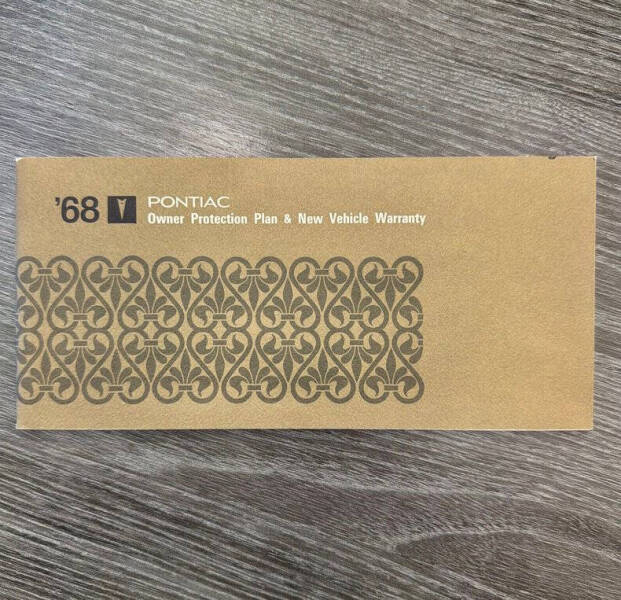 '68 PONTIAC
Owner Protection Plan & New Vehicle Warranty